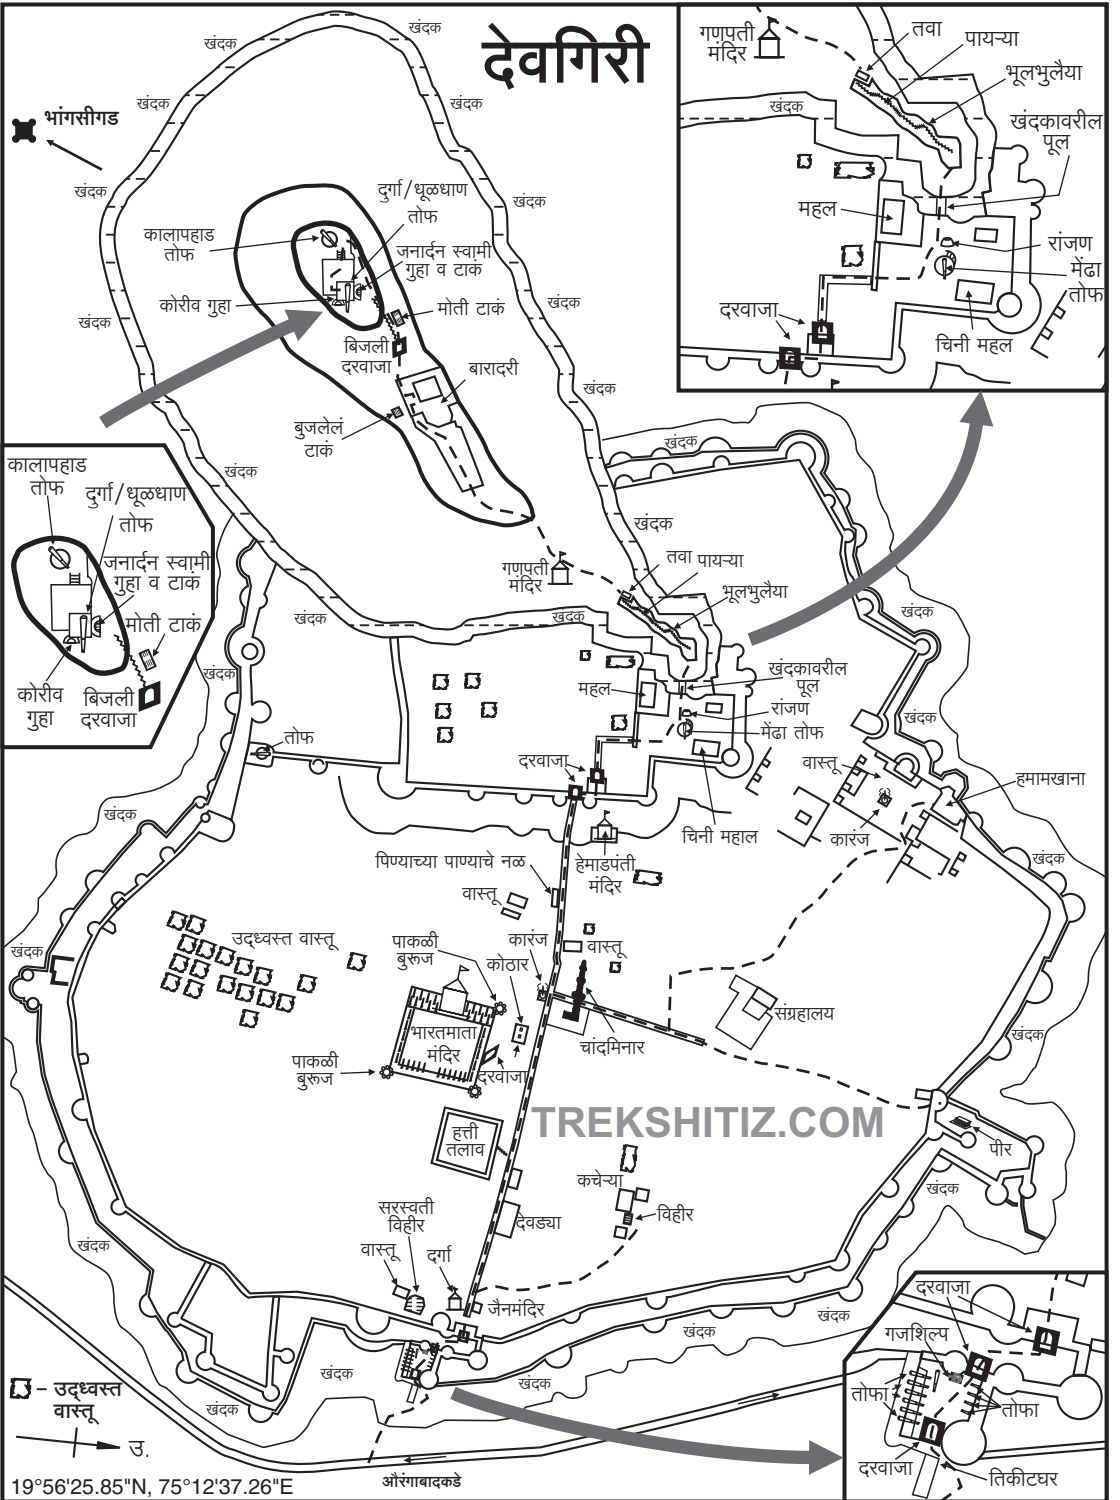 देवगिरी
खंदक
खंदक
खंदक
खंदक
भांगसीगड
खंदक
खंदक
खंदक
खंदक
खंदक
खंदक
खंदक
खंदक
दुर्गा/धूळधाण
तोफ
कालापहाड
तोफ
जनार्दन स्वामी
गुहा व टाकं
कोरीव गुहा
मोती टाकं
बिजली
दरवाजा
बारादरी
बुजलेलं
टाकं
गणपती
मंदिर
तवा
पायऱ्या
भूलभुलैया
खंदक
खंदकावरील
पूल
महल
रांजण
मेंढा
तोफ
दरवाजा
चिनी महल
कालापहाड
तोफ
दुर्गा/धूळधाण
तोफ
जनार्दन स्वामी
गुहा व टाकं
मोती टाकं
कोरीव
गुहा
बिजली
दरवाजा
गणपती
मंदिर
तवा
पायऱ्या
भूलभुलैया
खंदक
खंदक
खंदक
खंदकावरील
पूल
महल
रांजण
मेंढा तोफ
खंदक
तोफ
दरवाजा
वास्तू
हमामखाना
कारंज
चिनी महाल
खंदक
हेमाडपंती
मंदिर
पिण्याच्या पाण्याचे नळ
वास्तू
खंदक
खंदक
उद्ध्वस्त वास्तू
पाकळी
बुरूज
कारंज
कोठार
वास्तू
संग्रहालय
भारतमाता
मंदिर
चांदमिनार
खंदक
पाकळी
बुरूज
दरवाजा
TREKSHITIZ.COM
हत्ती
तलाव
पीर
कचेऱ्या
खंदक
सरस्वती
विहीर
देवड्या
विहीर
खंदक
वास्तू
दर्गा
जैनमंदिर
खंदक
खंदक
खंदक
खंदक
खंदक
दरवाजा
गजशिल्प
तोफा
तोफा
दरवाजा
तिकीटघर
- उद्ध्वस्त
वास्तू
उ.
औरंगाबादकडे
19°56'25.85"N, 75°12'37.26"E